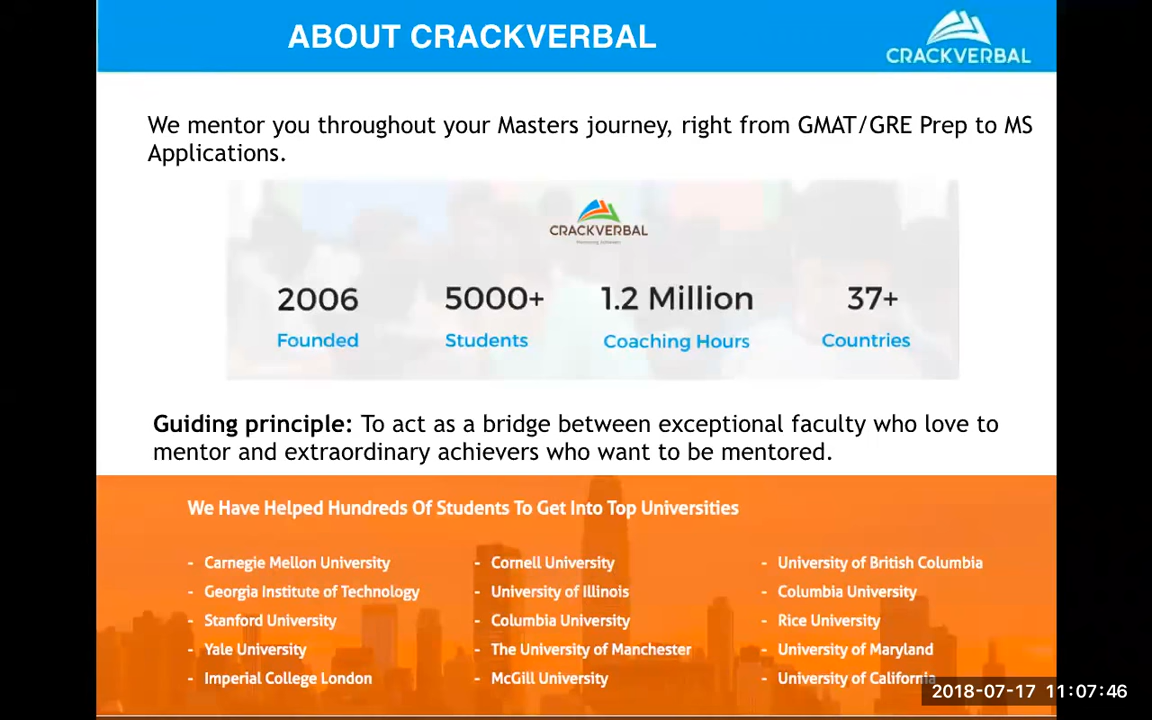 ABOUT CRACKVERBAL
CRACKVERBAL
We mentor you throughout your Masters journey, right from GMAT/GRE Prep to MS
Applications.
CRACKVERBAL
2006
Founded
5000+
Students
1.2 Million
Coaching Hours
37+
Countries
Guiding principle: To act as a bridge between exceptional faculty who love to
mentor and extraordinary achievers who want to be mentored.
We Have Helped Hundreds Of Students To Get Into Top Universities
- Carnegie Mellon University
- Georgia Institute of Technology
- Stanford University
- Yale University
- Imperial College London
- Cornell University
- University of Illinois
- Columbia University
- The University of Manchester
- McGill University
- University of British Columbia
- Columbia University
- Rice University
- University of Maryland
- University of California
2018-07-17 11:07:46